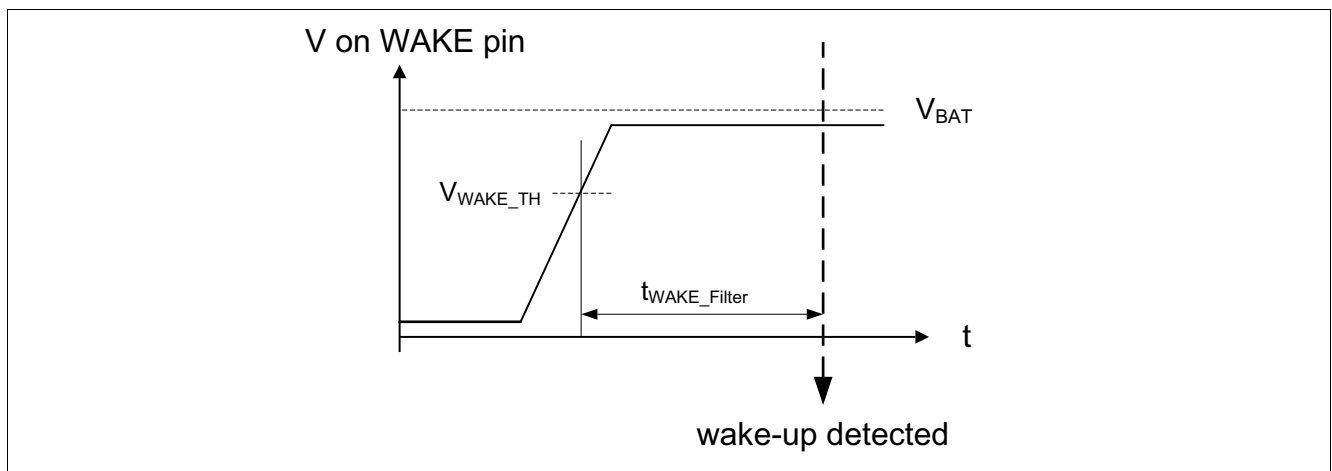 V on WAKE pin
V_BAT
V_WAKE_TH
t_WAKE_Filter
t
wake-up detected